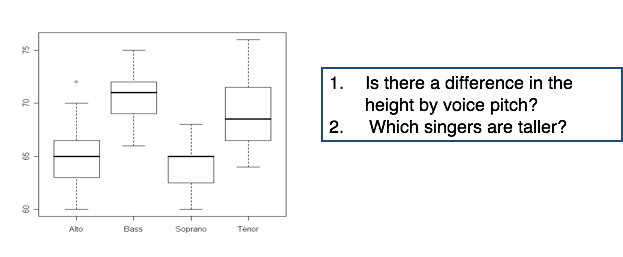 75
70
65
60
Alto Bass Soprano Tenor
1. Is there a difference in the
height by voice pitch?
2. Which singers are taller?